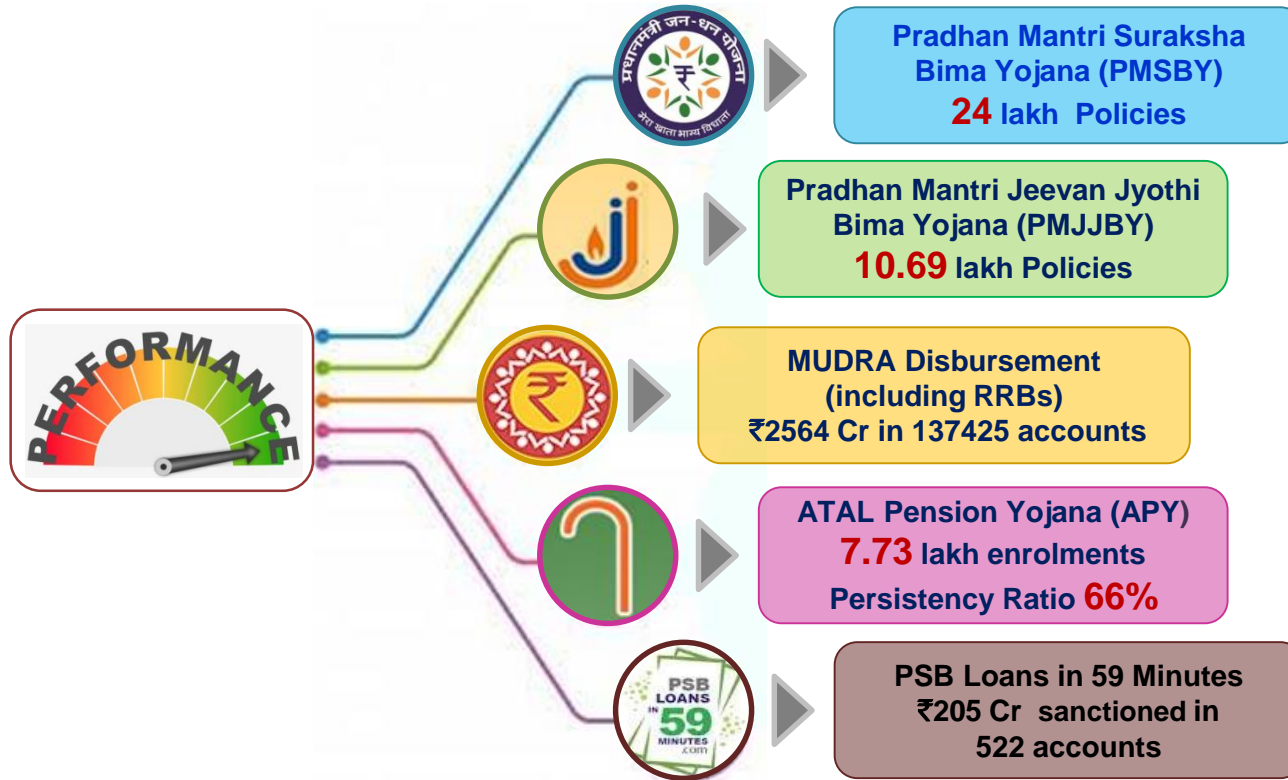 प्रधानमंत्री जन-धन योजना
मेरा खाता भाग्य विधाता
Pradhan Mantri Suraksha
Bima Yojana (PMSBY)
24 lakh Policies
Pradhan Mantri Jeevan Jyothi
Bima Yojana (PMJJBY)
10.69 lakh Policies
PERFORMANCE
MUDRA Disbursement
(including RRBs)
₹2564 Cr in 137425 accounts
ATAL Pension Yojana (APY)
7.73 lakh enrolments
Persistency Ratio 66%
PSB
LOANS
IN 59
MINUTES
.com
PSB Loans in 59 Minutes
₹205 Cr sanctioned in
522 accounts